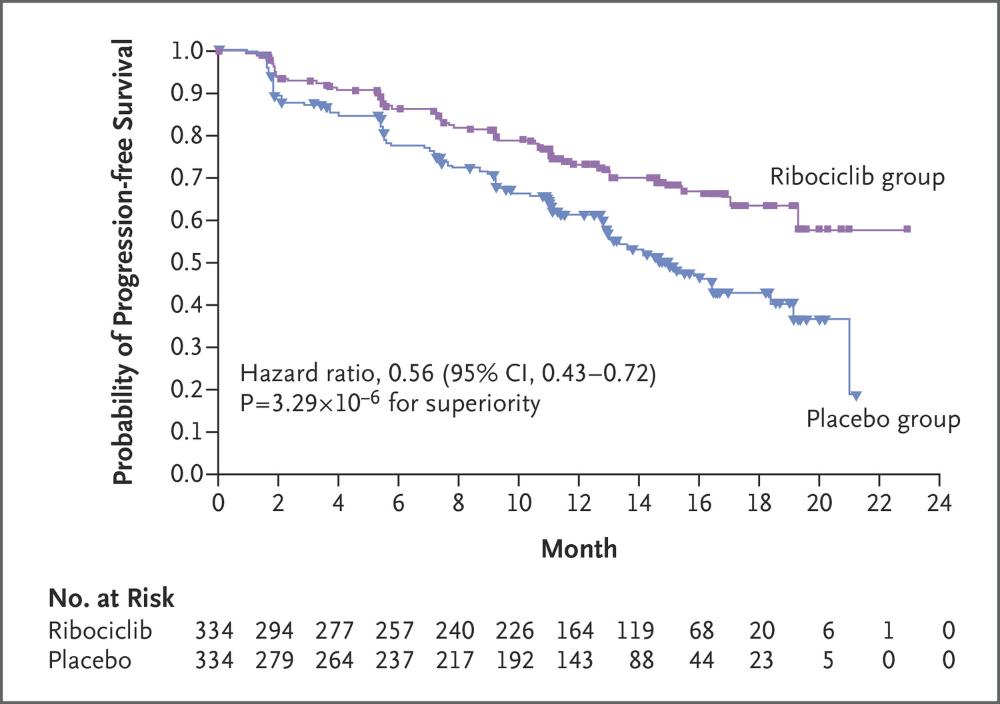 Probability of Progression-free Survival
1.0
0.9
0.8
0.7
0.6
0.5
0.4
0.3
0.2
0.1
0.0
Ribociclib group
Placebo group
Hazard ratio, 0.56 (95% CI, 0.43–0.72)
P=3.29×10⁻⁶ for superiority
0 2 4 6 8 10 12 14 16 18 20 22 24
Month
No. at Risk
Ribociclib 334 294 277 257 240 226 164 119 68 20 6 1 0
Placebo 334 279 264 237 217 192 143 88 44 23 5 0 0